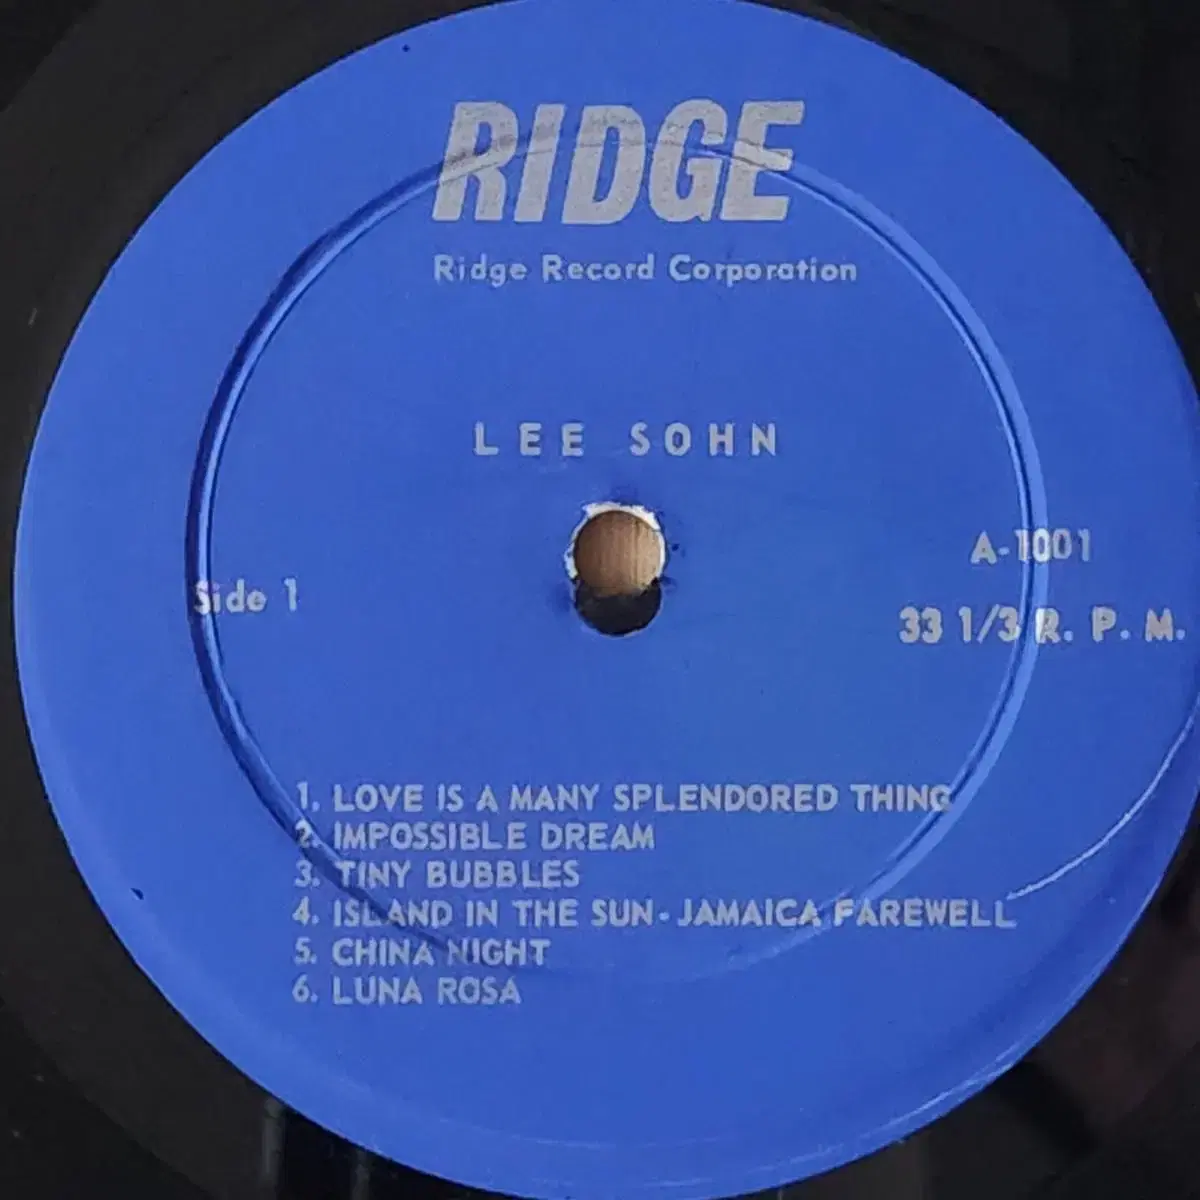 RIDGE
Ridge Record Corporation
LEE SOHN
A-1001
Side 1
33 1/3 R. P. M.
1. LOVE IS A MANY SPLENDORED THING
2. IMPOSSIBLE DREAM
3. TINY BUBBLES
4. ISLAND IN THE SUN - JAMAICA FAREWELL
5. CHINA NIGHT
6. LUNA ROSA